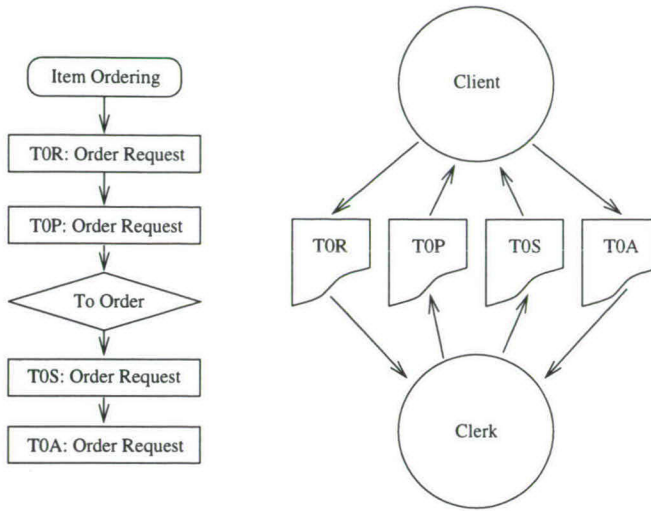 Item Ordering
T0R: Order Request
T0P: Order Request
To Order
T0S: Order Request
T0A: Order Request
Client
T0R
T0P
T0S
T0A
Clerk